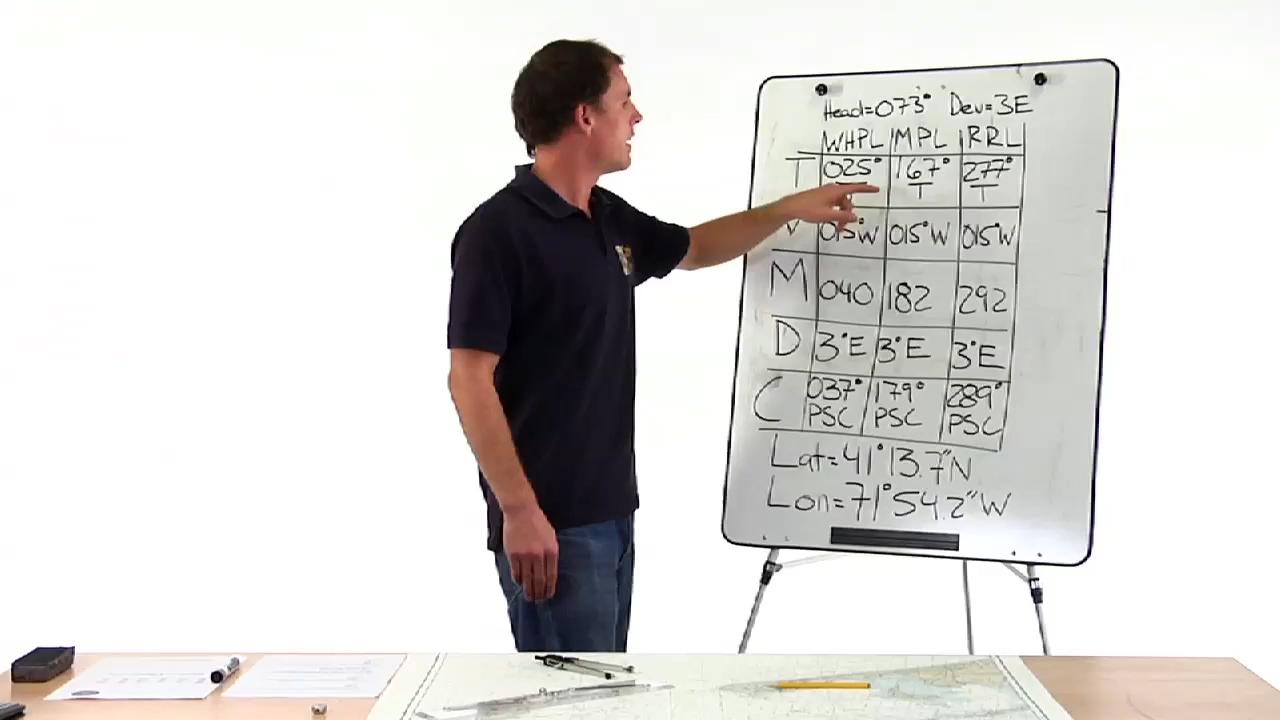 Head=073° Dev=3E
WHPL MPL RRL
T 025° T 167° T 277° T
V 015°W 015°W 015°W
M 040 182 292
D 3°E 3°E 3°E
C 037° PSC 179° PSC 289° PSC
Lat=41°13.7"N
Lon=71°54.2"W